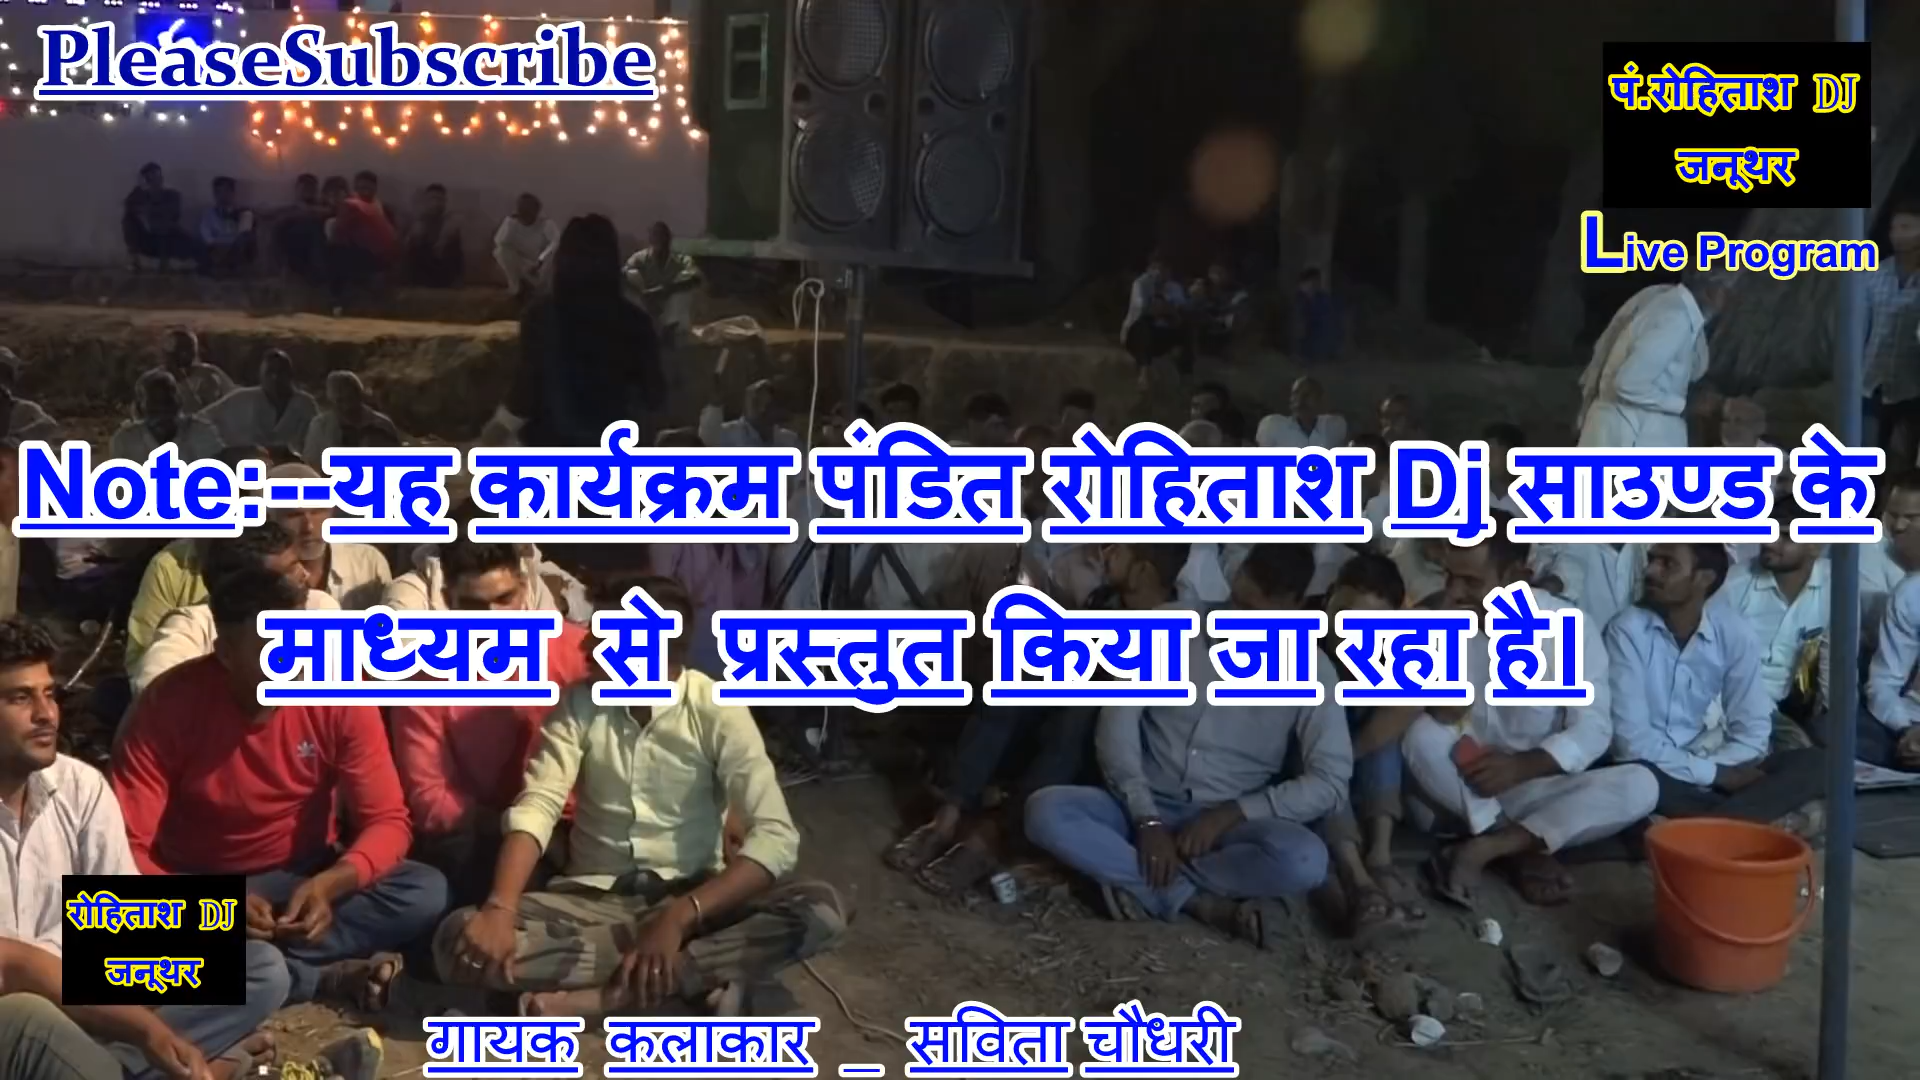 PleaseSubscribe
पं.रोहिताश DJ
जनूथर
Live Program
Note:--यह कार्यक्रम पंडित रोहिताश Dj साउण्ड के
माध्यम से प्रस्तुत किया जा रहा है।
रोहिताश DJ
जनूथर
गायक कलाकार _ सविता चौधरी